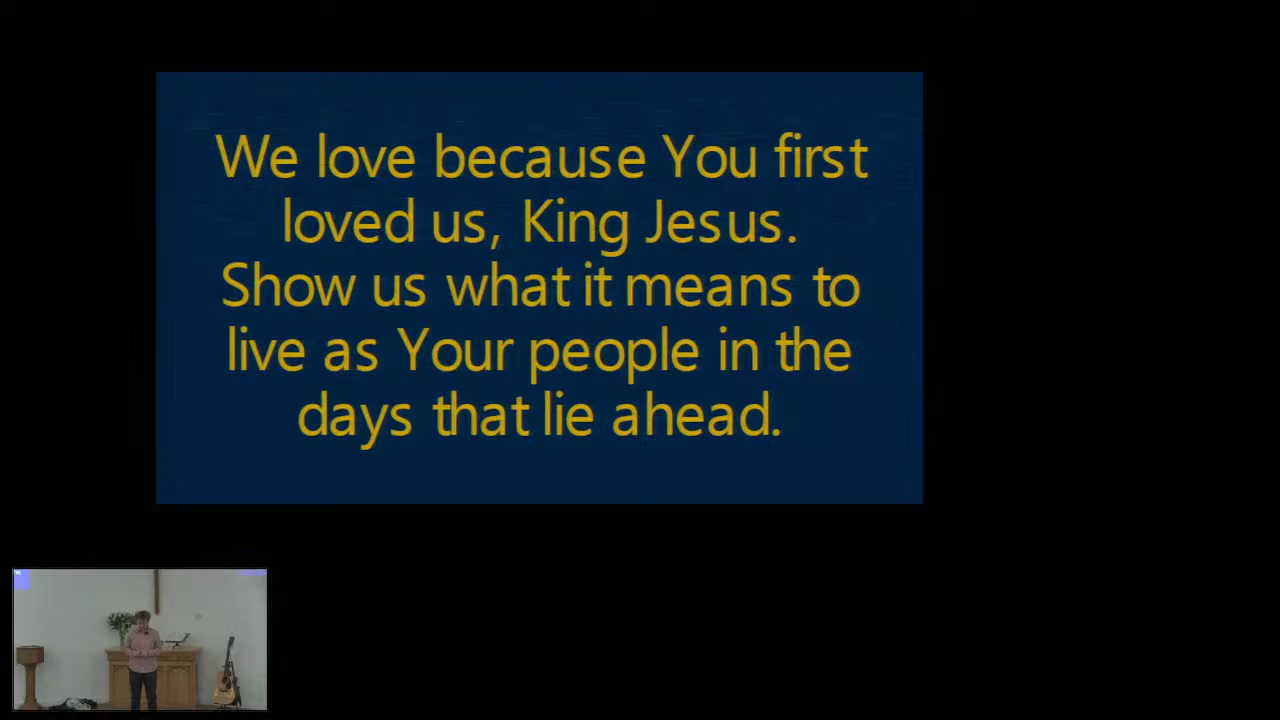 We love because You first
loved us, King Jesus.
Show us what it means to
live as Your people in the
days that lie ahead.